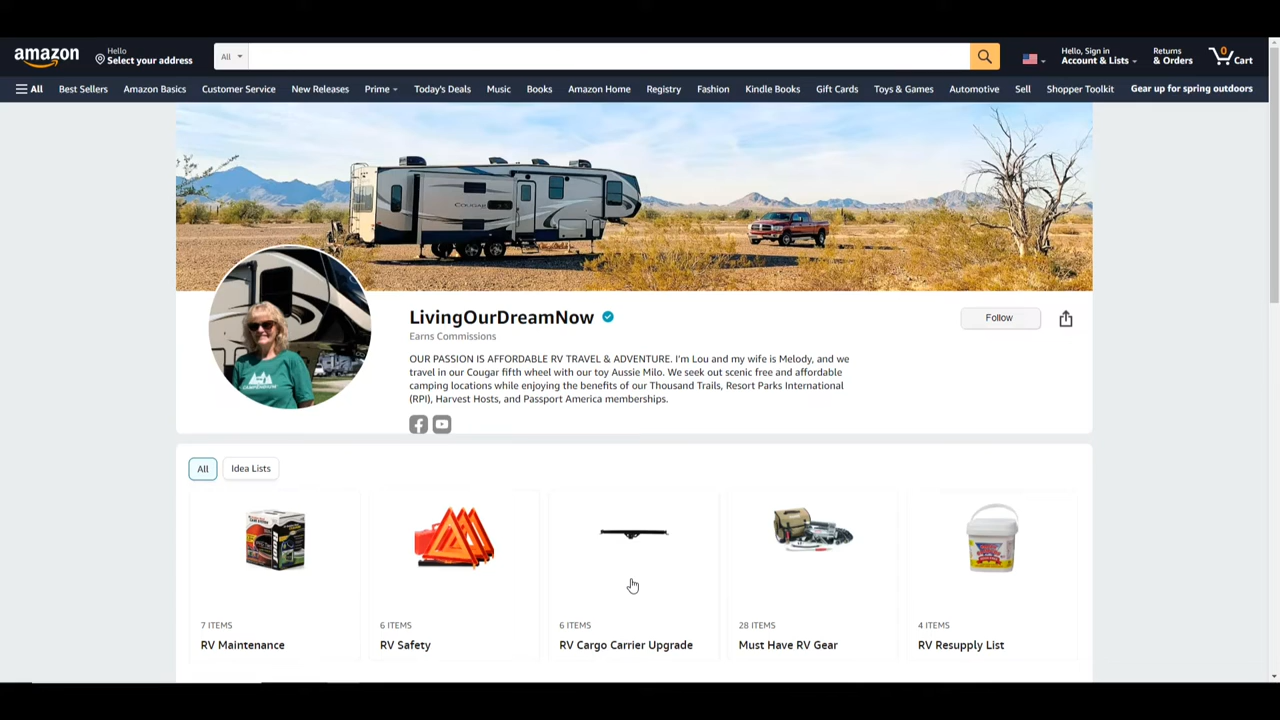 amazon
Hello
Select your address
All
Hello, Sign in
Account & Lists
Returns
& Orders
0
Cart
All
Best Sellers
Amazon Basics
Customer Service
New Releases
Prime
Today's Deals
Music
Books
Amazon Home
Registry
Fashion
Kindle Books
Gift Cards
Toys & Games
Automotive
Sell
Shopper Toolkit
Gear up for spring outdoors
COUGAR
LivingOurDreamNow
Earns Commissions
Follow
OUR PASSION IS AFFORDABLE RV TRAVEL & ADVENTURE. I'm Lou and my wife is Melody, and we
travel in our Cougar fifth wheel with our toy Aussie Milo. We seek out scenic free and affordable
camping locations while enjoying the benefits of our Thousand Trails, Resort Parks International
(RPI), Harvest Hosts, and Passport America memberships.
All
Idea Lists
7 ITEMS
RV Maintenance
6 ITEMS
RV Safety
6 ITEMS
RV Cargo Carrier Upgrade
28 ITEMS
Must Have RV Gear
4 ITEMS
RV Resupply List